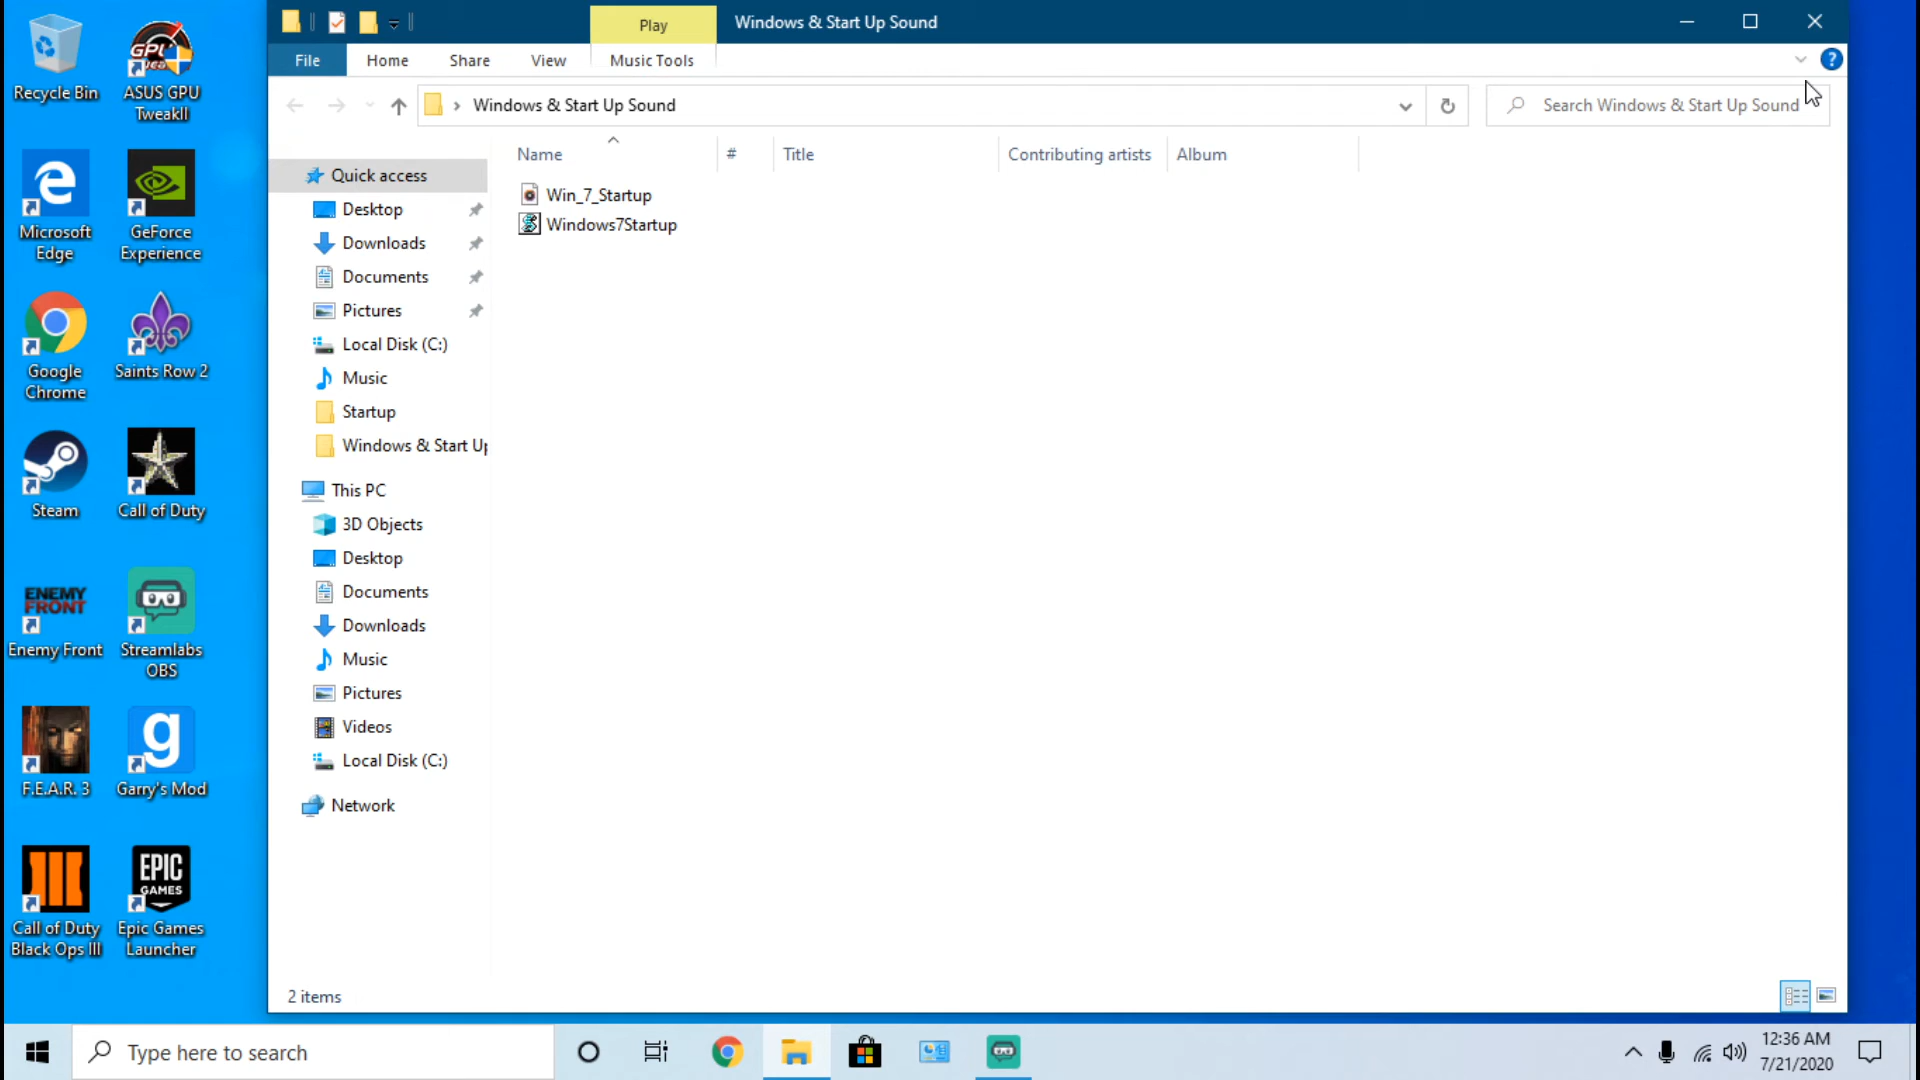 Recycle Bin
ASUS GPU
TweakII
Microsoft
Edge
GeForce
Experience
Google
Chrome
Saints Row 2
Steam
Call of Duty
ENEMY
FRONT
Enemy Front
Streamlabs
OBS
F.E.A.R. 3
g
Garry's Mod
Call of Duty
Black Ops III
EPIC
GAMES
Epic Games
Launcher
Play
Windows & Start Up Sound
File
Home
Share
View
Music Tools
?
Windows & Start Up Sound
Search Windows & Start Up Sound
Name
#
Title
Contributing artists
Album
Win_7_Startup
Windows7Startup
Quick access
Desktop
Downloads
Documents
Pictures
Local Disk (C:)
Music
Startup
Windows & Start Up
This PC
3D Objects
Desktop
Documents
Downloads
Music
Pictures
Videos
Local Disk (C:)
Network
2 items
Type here to search
12:36 AM
7/21/2020